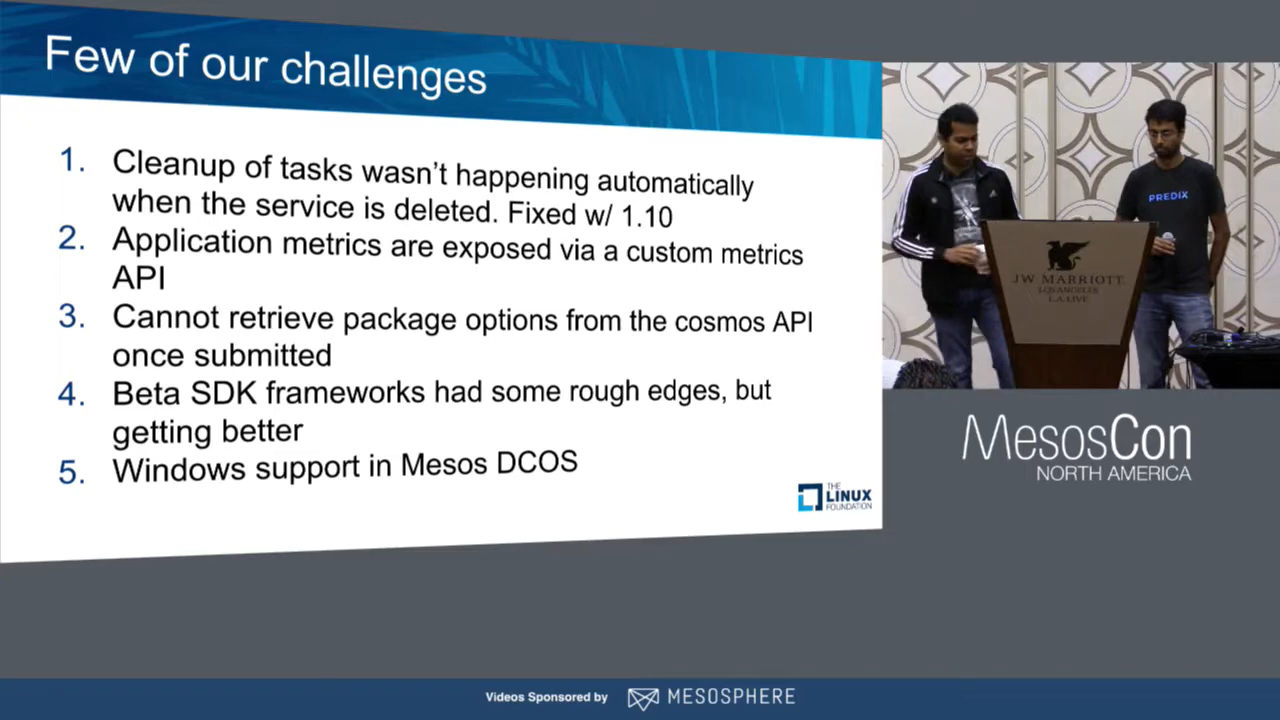 Few of our challenges
1. Cleanup of tasks wasn't happening automatically
when the service is deleted. Fixed w/ 1.10
2. Application metrics are exposed via a custom metrics
API
3. Cannot retrieve package options from the cosmos API
once submitted
4. Beta SDK frameworks had some rough edges, but
getting better
5. Windows support in Mesos DCOS
THE
LINUX
FOUNDATION
PREDIX
JW MARRIOTT
LOS ANGELES
L.A. LIVE
MesosCon
NORTH AMERICA
Videos Sponsored by MESOSPHERE